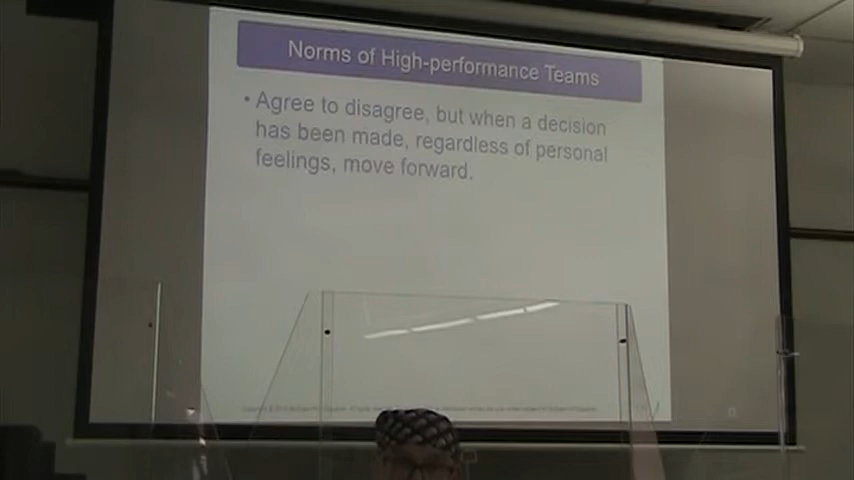 Norms of High-performance Teams
• Agree to disagree, but when a decision
has been made, regardless of personal
feelings, move forward.